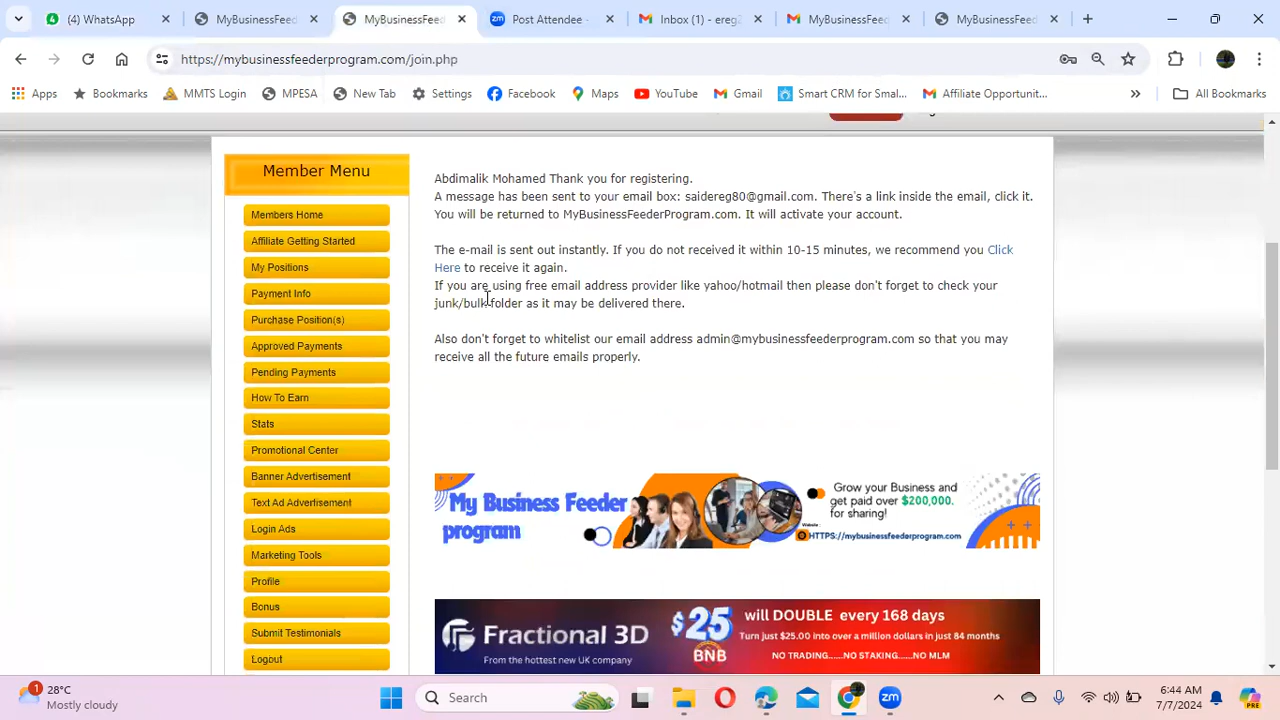 (4) WhatsApp
MyBusinessFeed
MyBusinessFeed
Post Attendee -
Inbox (1) - ereg
MyBusinessFeed
MyBusinessFeed
https://mybusinessfeederprogram.com/join.php
Apps
Bookmarks
MMTS Login
MPESA
New Tab
Settings
Facebook
Maps
YouTube
Gmail
Smart CRM for Smal...
Affiliate Opportunit...
All Bookmarks
Member Menu
Members Home
Affiliate Getting Started
My Positions
Payment Info
Purchase Position(s)
Approved Payments
Pending Payments
How To Earn
Stats
Promotional Center
Banner Advertisement
Text Ad Advertisement
Login Ads
Marketing Tools
Profile
Bonus
Submit Testimonials
Logout
Abdimalik Mohamed Thank you for registering.
A message has been sent to your email box: saidereg80@gmail.com. There's a link inside the email, click it.
You will be returned to MyBusinessFeederProgram.com. It will activate your account.
The e-mail is sent out instantly. If you do not received it within 10-15 minutes, we recommend you Click
Here to receive it again.
If you are using free email address provider like yahoo/hotmail then please don't forget to check your
junk/bulk folder as it may be delivered there.
Also don't forget to whitelist our email address admin@mybusinessfeederprogram.com so that you may
receive all the future emails properly.
My Business Feeder
program
Grow your Business and
get paid over $200,000.
for sharing!
Website :
HTTPS://mybusinessfeederprogram.com
Fractional 3D
From the hottest new UK company
$25
BNB
will DOUBLE every 168 days
Turn just $25.00 into over a million dollars in just 84 months
NO TRADING......NO STAKING......NO MLM
1
28°C
Mostly cloudy
Search
6:44 AM
7/7/2024
PRE